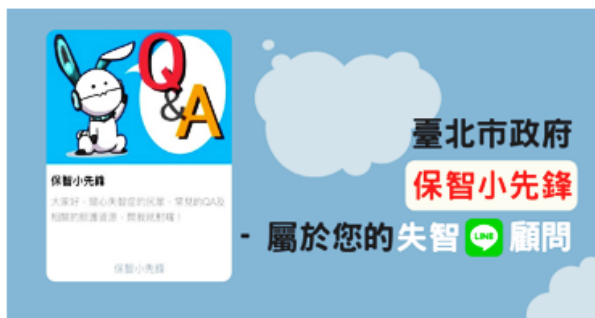 Q
&
A
保智小先鋒
大家好,關心失智症的民眾,常見的QA及
相關的照護資源,問我就對囉!
保智小先鋒
臺北市政府
保智小先鋒
- 屬於您的失智 LINE 顧問